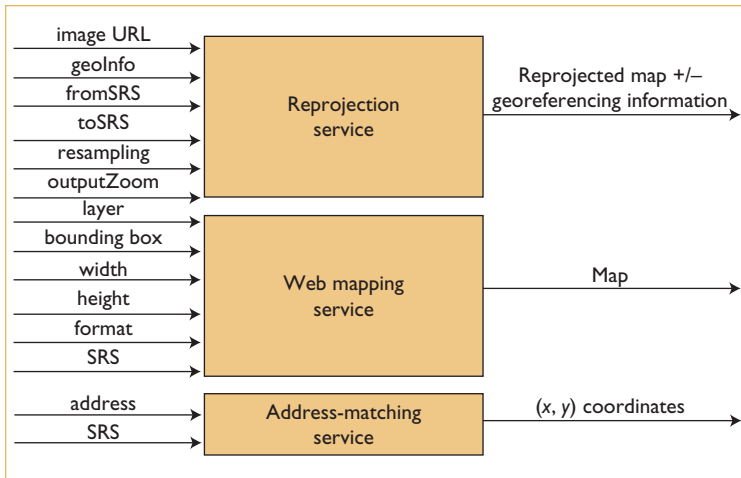 image URL
geoInfo
fromSRS
toSRS
resampling
outputZoom
Reprojection
service
Reprojected map +/–
georeferencing information
layer
bounding box
width
height
format
SRS
Web mapping
service
Map
address
SRS
Address-matching
service
(x, y) coordinates